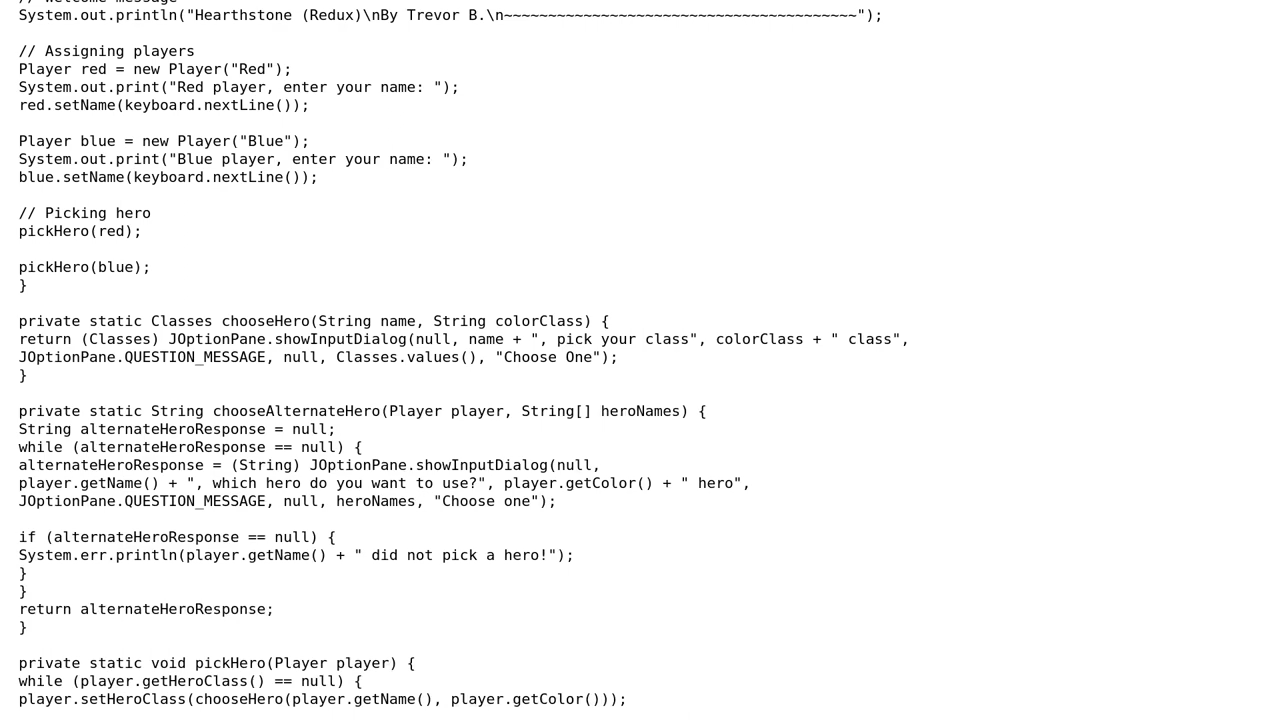 // Welcome message
System.out.println("Hearthstone (Redux)\nBy Trevor B.\n~~~~~~~~~~~~~~~~~~~~~~~~~~~~~~~~~~~~~~~~");
// Assigning players
Player red = new Player("Red");
System.out.print("Red player, enter your name: ");
red.setName(keyboard.nextLine());
Player blue = new Player("Blue");
System.out.print("Blue player, enter your name: ");
blue.setName(keyboard.nextLine());
// Picking hero
pickHero(red);
pickHero(blue);
}
private static Classes chooseHero(String name, String colorClass) {
return (Classes) JOptionPane.showInputDialog(null, name + ", pick your class", colorClass + " class",
JOptionPane.QUESTION_MESSAGE, null, Classes.values(), "Choose One");
}
private static String chooseAlternateHero(Player player, String[] heroNames) {
String alternateHeroResponse = null;
while (alternateHeroResponse == null) {
alternateHeroResponse = (String) JOptionPane.showInputDialog(null,
player.getName() + ", which hero do you want to use?", player.getColor() + " hero",
JOptionPane.QUESTION_MESSAGE, null, heroNames, "Choose one");
if (alternateHeroResponse == null) {
System.err.println(player.getName() + " did not pick a hero!");
}
}
return alternateHeroResponse;
}
private static void pickHero(Player player) {
while (player.getHeroClass() == null) {
player.setHeroClass(chooseHero(player.getName(), player.getColor()));